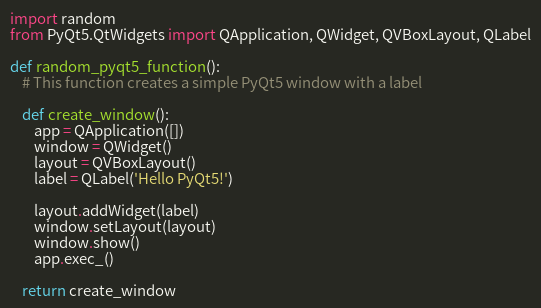 import random
from PyQt5.QtWidgets import QApplication, QWidget, QVBoxLayout, QLabel

def random_pyqt5_function():
    # This function creates a simple PyQt5 window with a label

    def create_window():
        app = QApplication([])
        window = QWidget()
        layout = QVBoxLayout()
        label = QLabel('Hello PyQt5!')

        layout.addWidget(label)
        window.setLayout(layout)
        window.show()
        app.exec_()

    return create_window